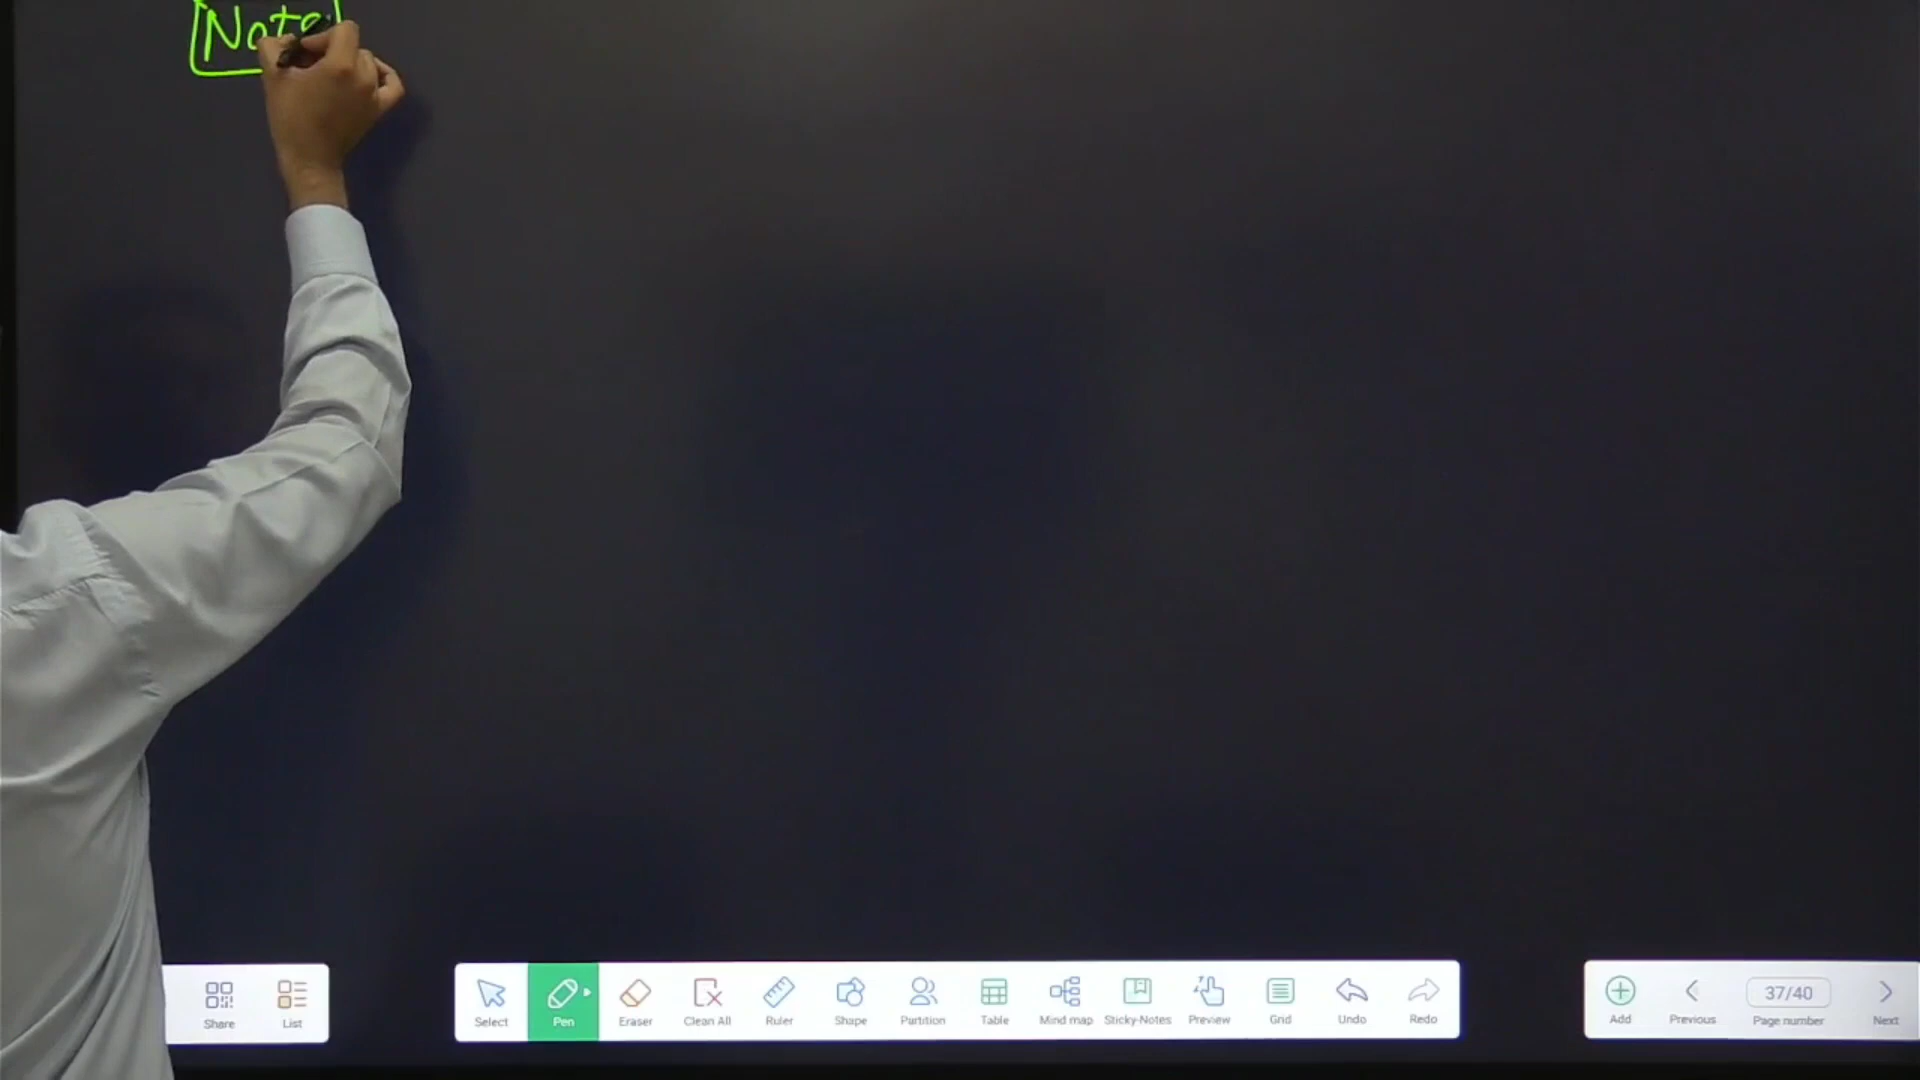 Note
Share
List
Select
Pen
Eraser
Clean All
Ruler
Shape
Partition
Table
Mind map
Sticky-Notes
Preview
Grid
Undo
Redo
Add
Previous
37/40
Page number
Next